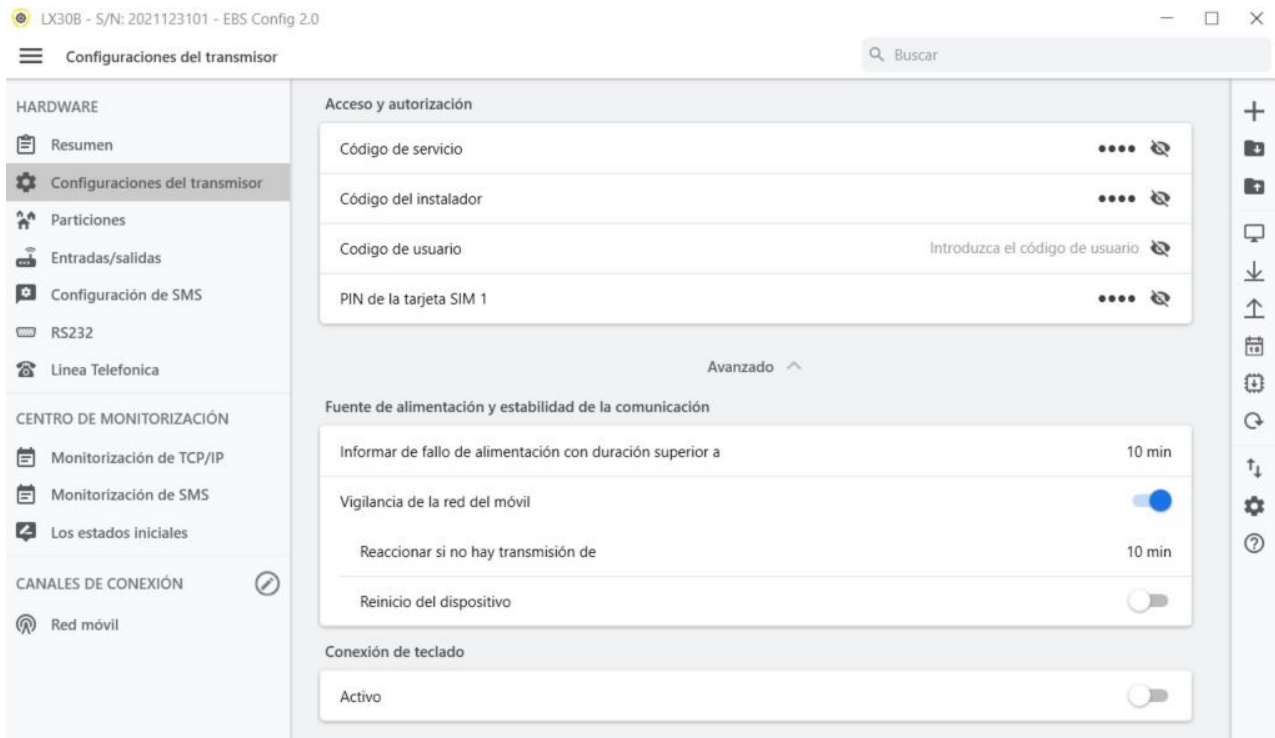 LX30B - S/N: 2021123101 - EBS Config 2.0
Configuraciones del transmisor
Buscar
HARDWARE
Resumen
Configuraciones del transmisor
Particiones
Entradas/salidas
Configuración de SMS
RS232
Linea Telefonica
CENTRO DE MONITORIZACIÓN
Monitorización de TCP/IP
Monitorización de SMS
Los estados iniciales
CANALES DE CONEXIÓN
Red móvil
Acceso y autorización
Código de servicio ••••
Código del instalador ••••
Codigo de usuario Introduzca el código de usuario
PIN de la tarjeta SIM 1 ••••
Avanzado
Fuente de alimentación y estabilidad de la comunicación
Informar de fallo de alimentación con duración superior a 10 min
Vigilancia de la red del móvil
Reaccionar si no hay transmisión de 10 min
Reinicio del dispositivo
Conexión de teclado
Activo